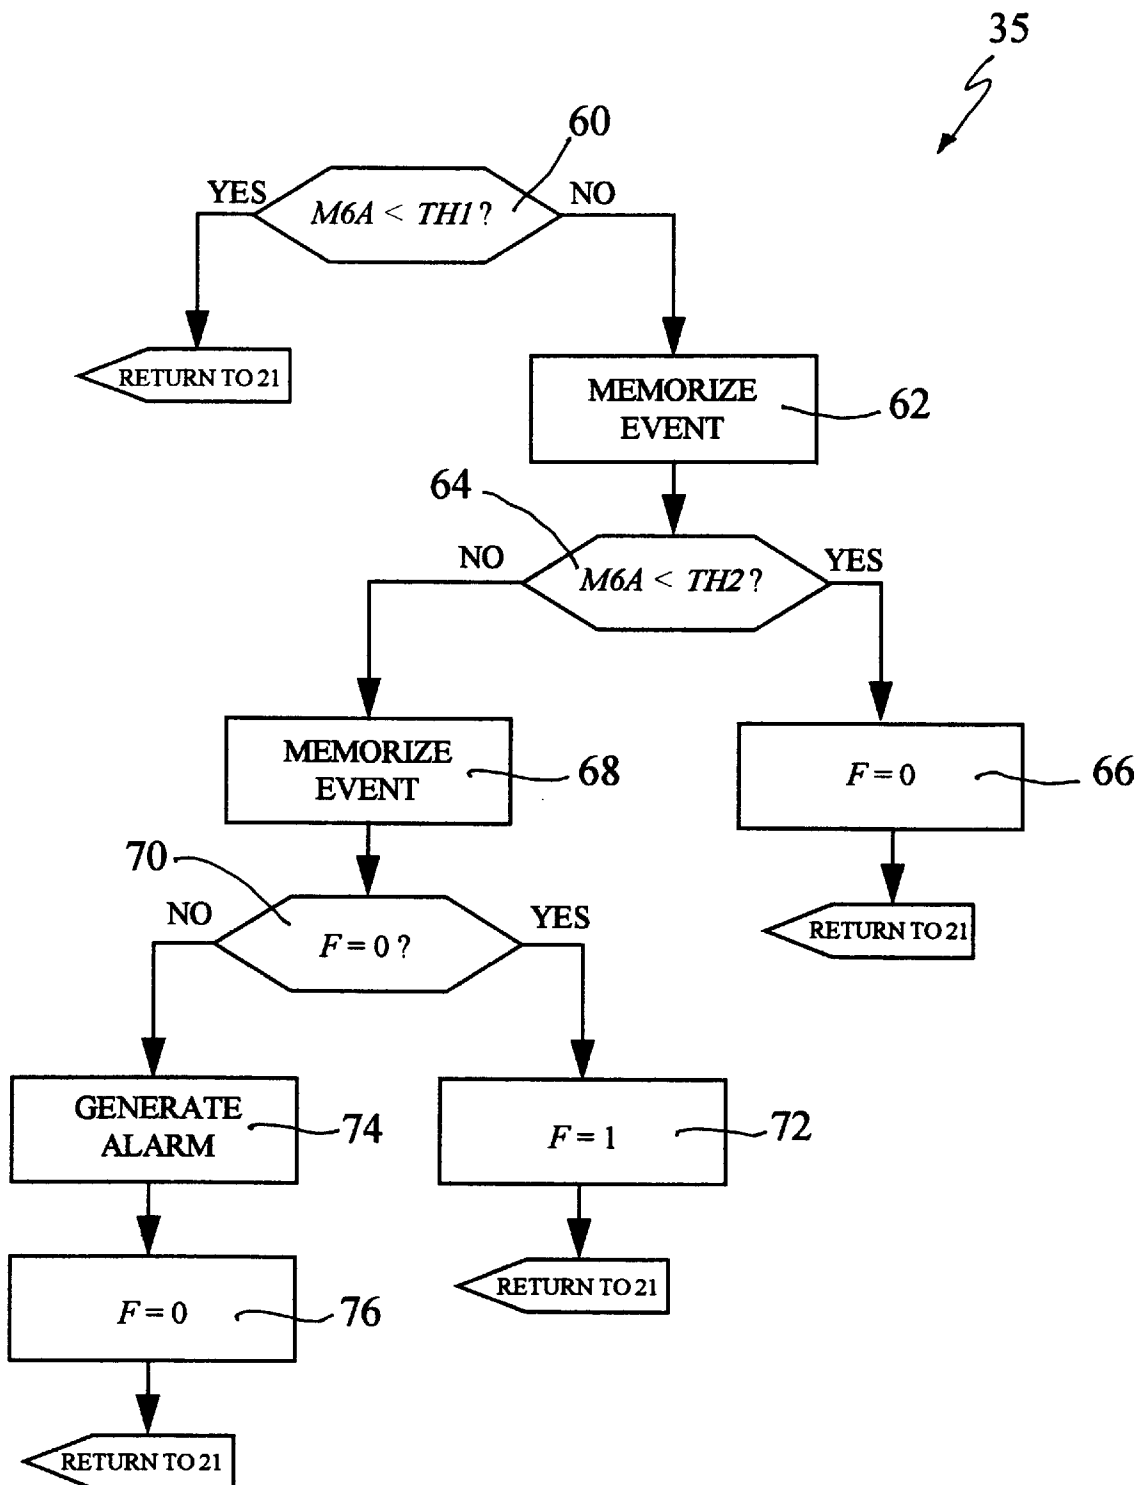 35
60
YES
M6A < TH1?
NO
RETURN TO 21
MEMORIZE
EVENT
62
64
NO
M6A < TH2?
YES
MEMORIZE
EVENT
68
F = 0
66
70
NO
F = 0?
YES
RETURN TO 21
GENERATE
ALARM
74
F = 1
72
F = 0
76
RETURN TO 21
RETURN TO 21